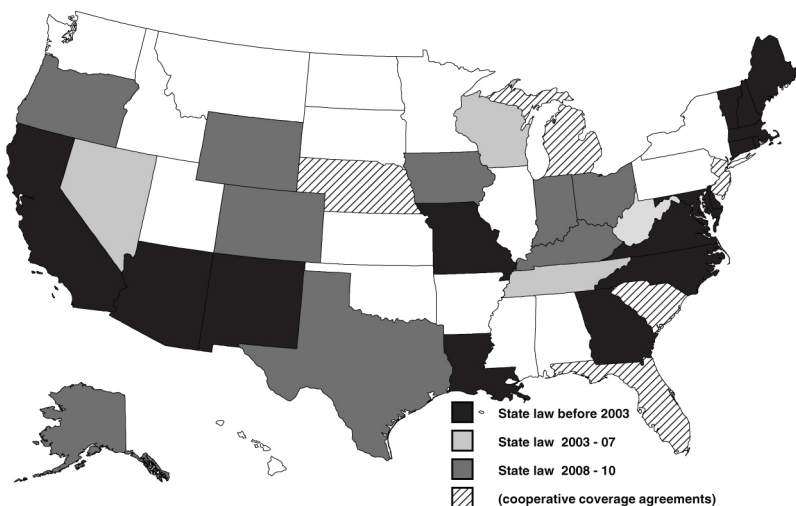 State law before 2003
State law 2003 - 07
State law 2008 - 10
(cooperative coverage agreements)